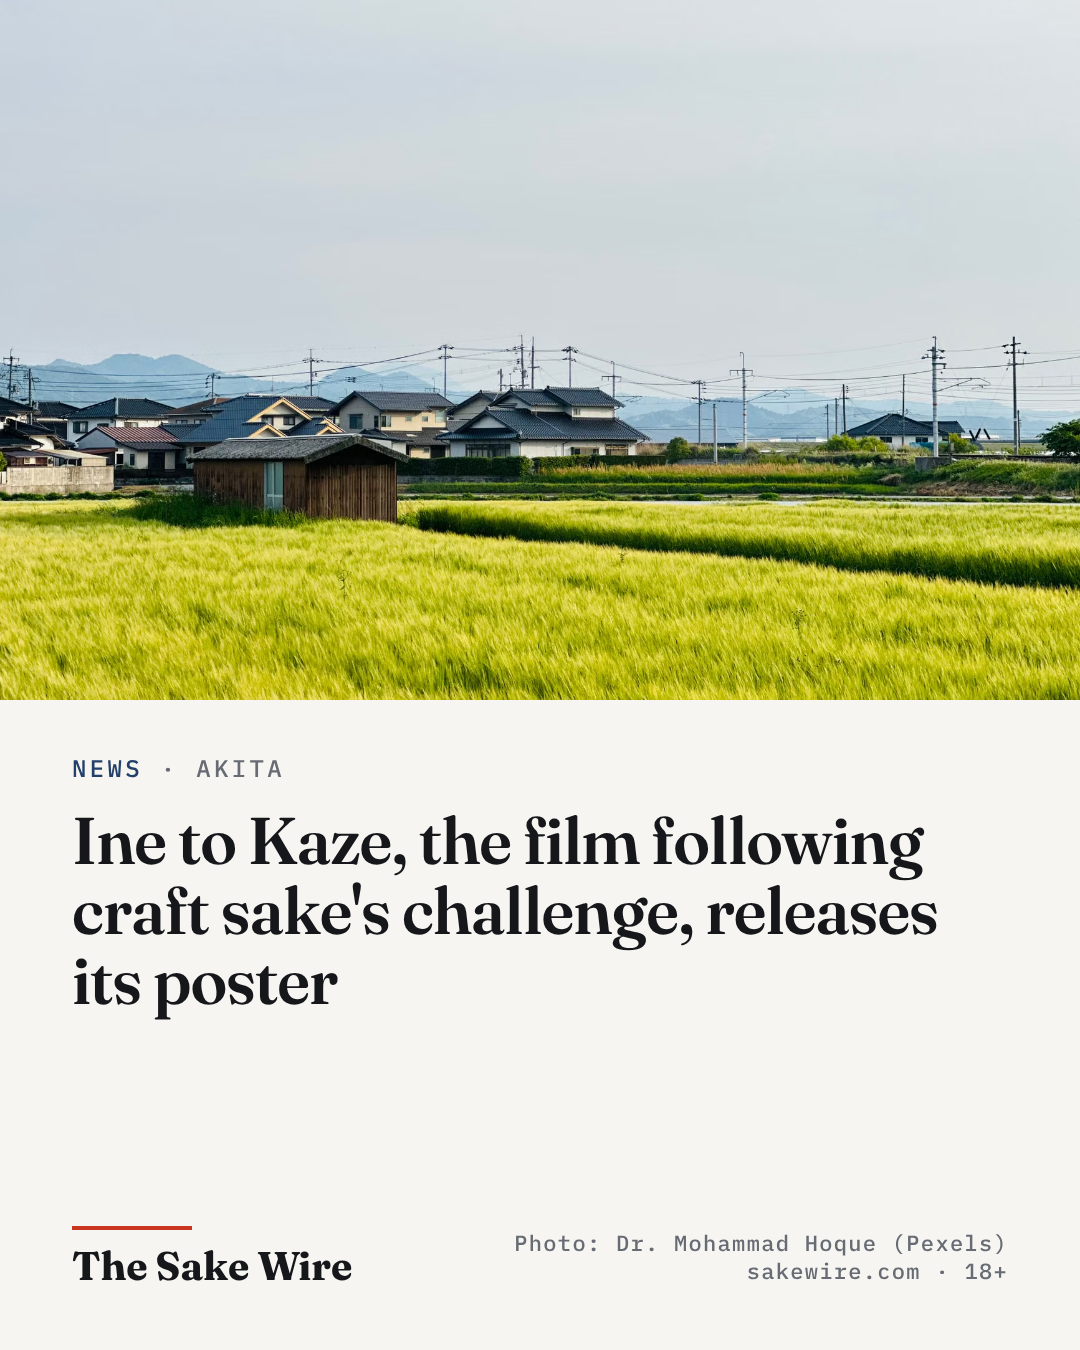 NEWS · AKITA
Ine to Kaze, the film following
craft sake's challenge, releases
its poster
The Sake Wire
Photo: Dr. Mohammad Hoque (Pexels)
sakewire.com · 18+